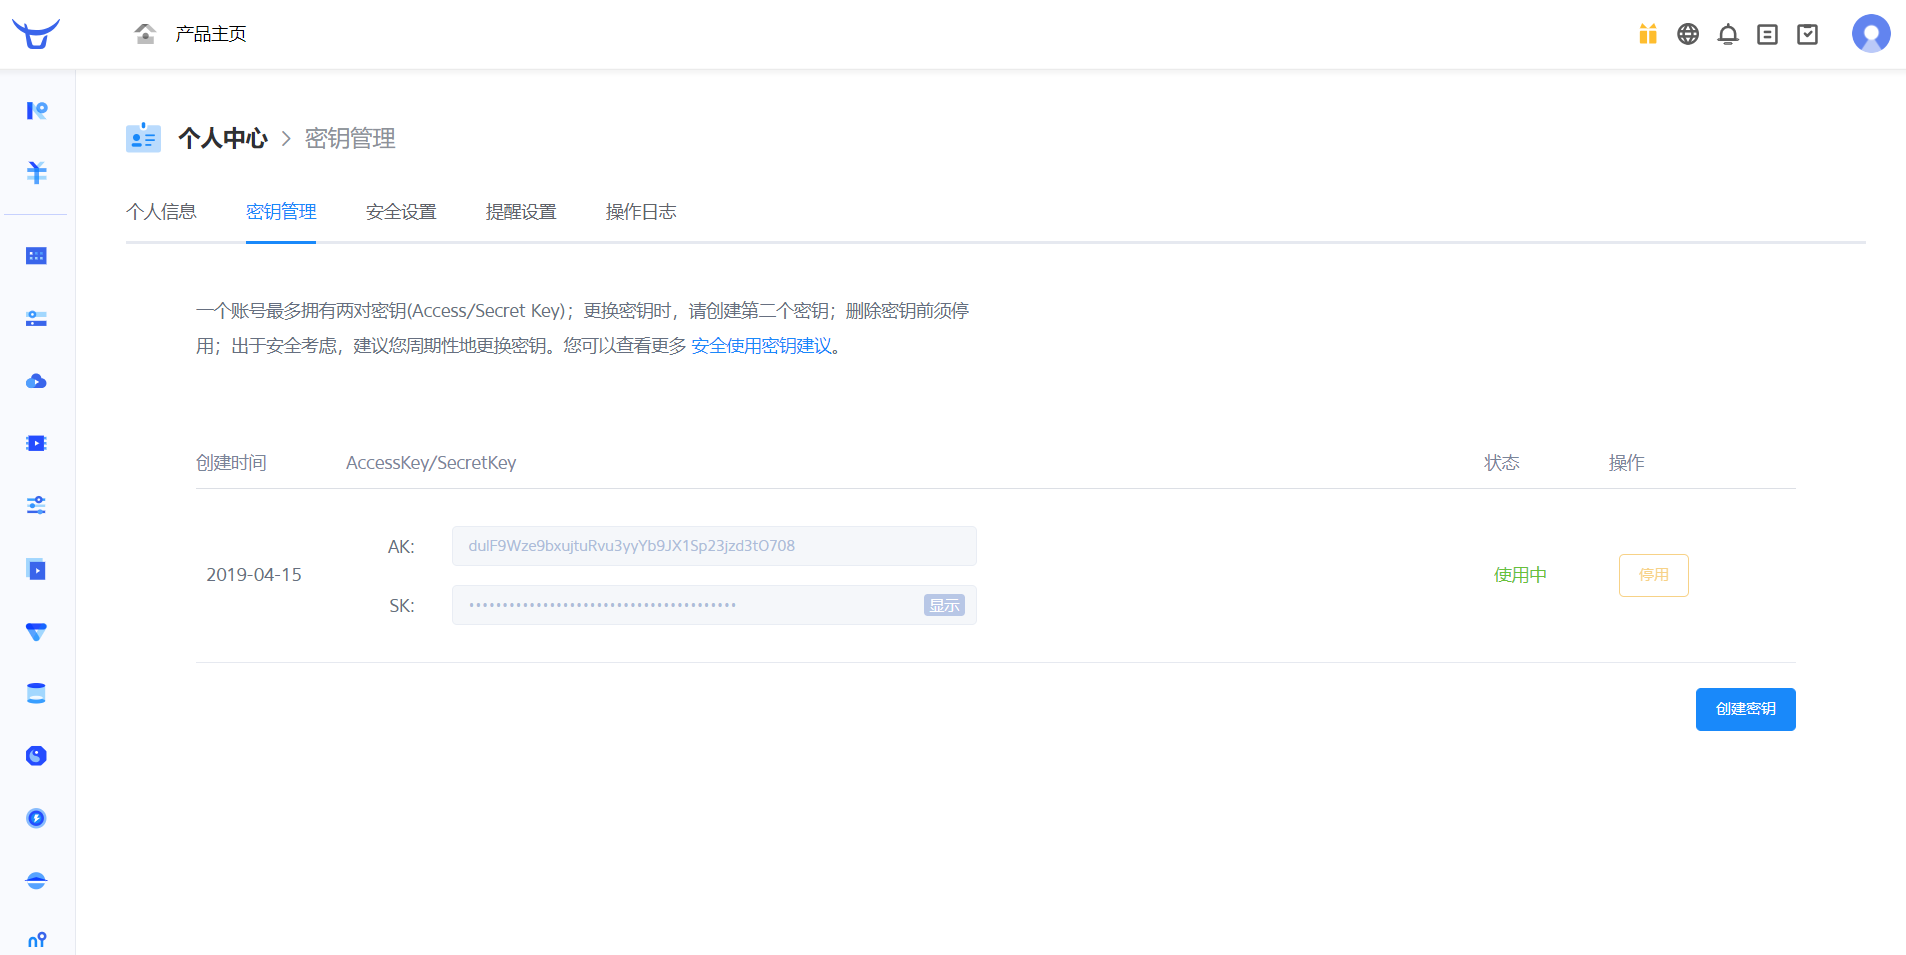 产品主页
个人中心 > 密钥管理
个人信息 密钥管理 安全设置 提醒设置 操作日志
一个账号最多拥有两对密钥(Access/Secret Key)；更换密钥时，请创建第二个密钥；删除密钥前须停
用；出于安全考虑，建议您周期性地更换密钥。您可以查看更多 安全使用密钥建议。
创建时间 AccessKey/SecretKey 状态 操作
AK: dulF9Wze9bxujtuRvu3yyYb9JX1Sp23jzd3tO708
2019-04-15 使用中 停用
SK: •••••••••••••••••••••••••••••••••••••••• 显示
创建密钥